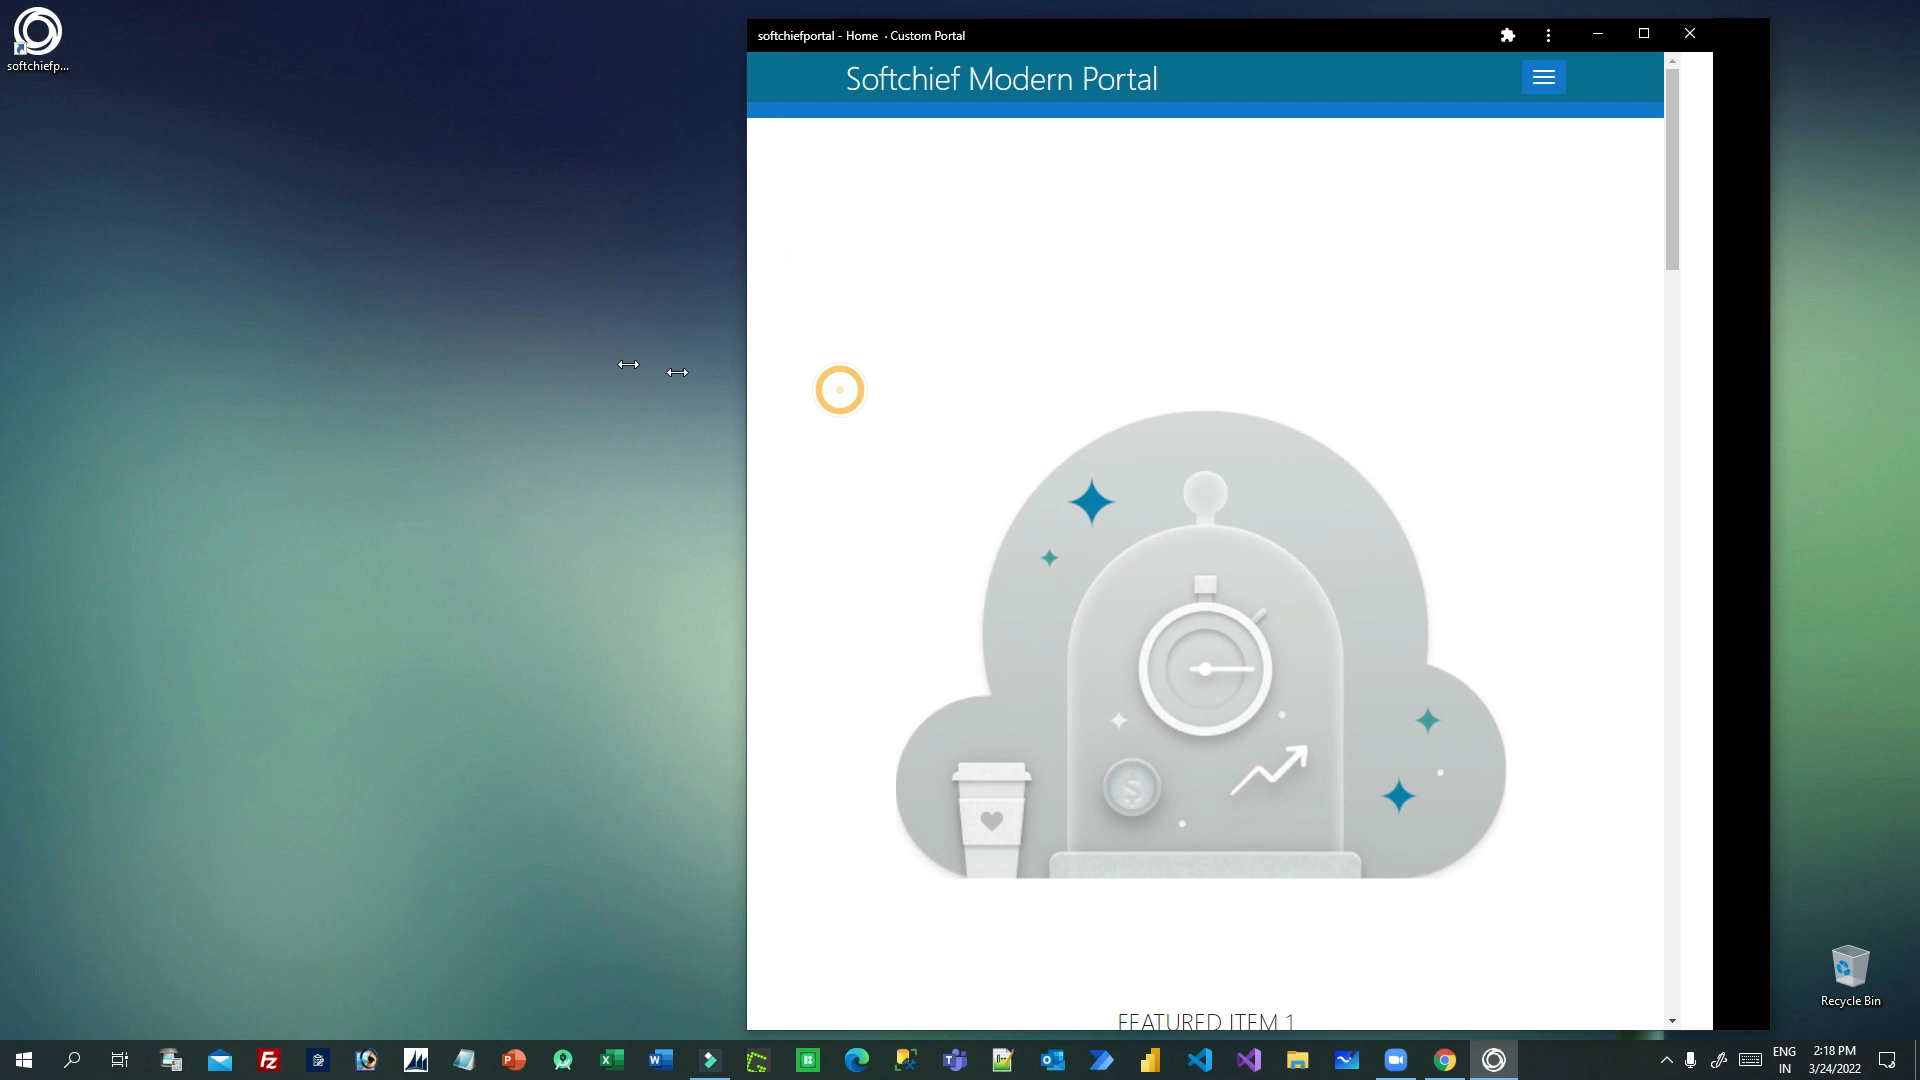 softchiefp...
softchiefportal - Home · Custom Portal
Softchief Modern Portal
$
FEATURED ITEM 1
Recycle Bin
Fz
ENG
IN
2:18 PM
3/24/2022